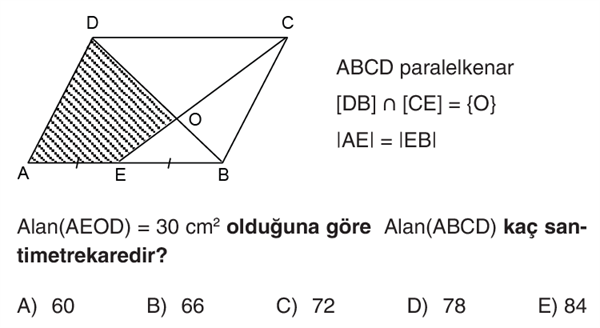 D
C
ABCD paralelkenar
[DB] ∩ [CE] = {O}
|AE| = |EB|
O
A
E
B
Alan(AEOD) = 30 cm² olduğuna göre Alan(ABCD) kaç san-
timetrekaredir?
A) 60 B) 66 C) 72 D) 78 E) 84